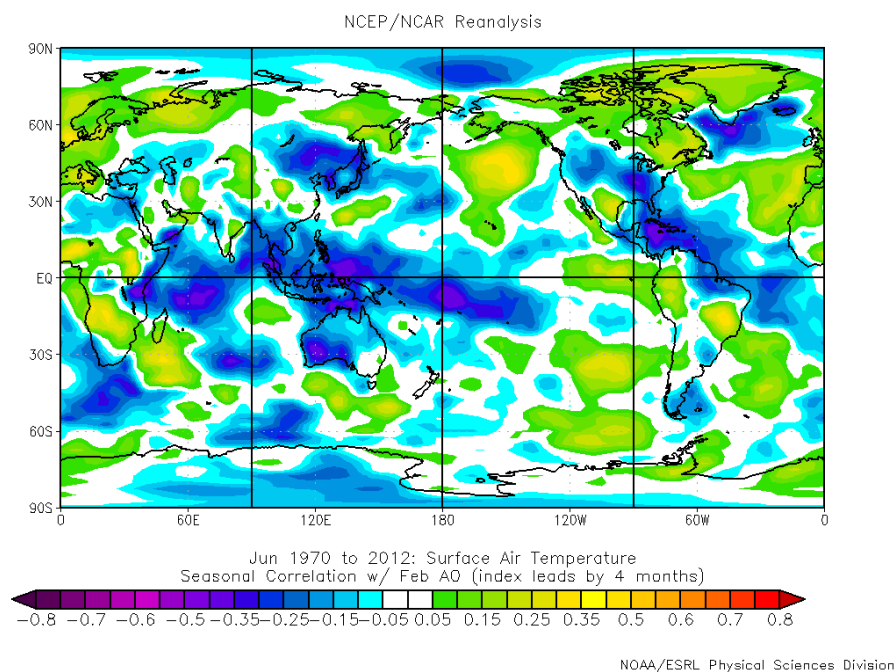 NCEP/NCAR Reanalysis
90N
60N
30N
EQ
30S
60S
90S
0 60E 120E 180 120W 60W 0
Jun 1970 to 2012: Surface Air Temperature
Seasonal Correlation w/ Feb AO (index leads by 4 months)
-0.8 -0.7 -0.6 -0.5 -0.35 -0.25 -0.15 -0.05 0.05 0.15 0.25 0.35 0.45 0.5 0.6 0.7 0.8
NOAA/ESRL Physical Sciences Division